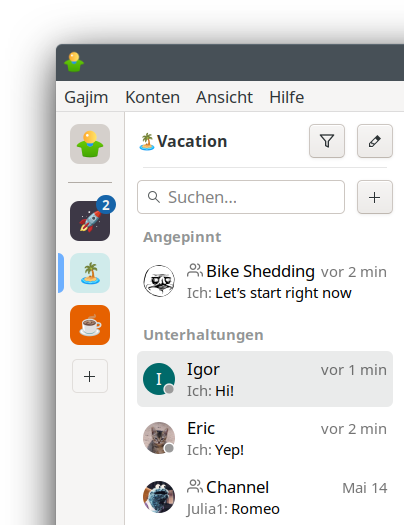 Gajim Konten Ansicht Hilfe
🏝️Vacation
2
Suchen...
Angepinnt
Bike Shedding vor 2 min
Ich: Let's start right now
Unterhaltungen
I
Igor vor 1 min
Ich: Hi!
Eric vor 2 min
Ich: Yep!
Channel Mai 14
Julia1: Romeo